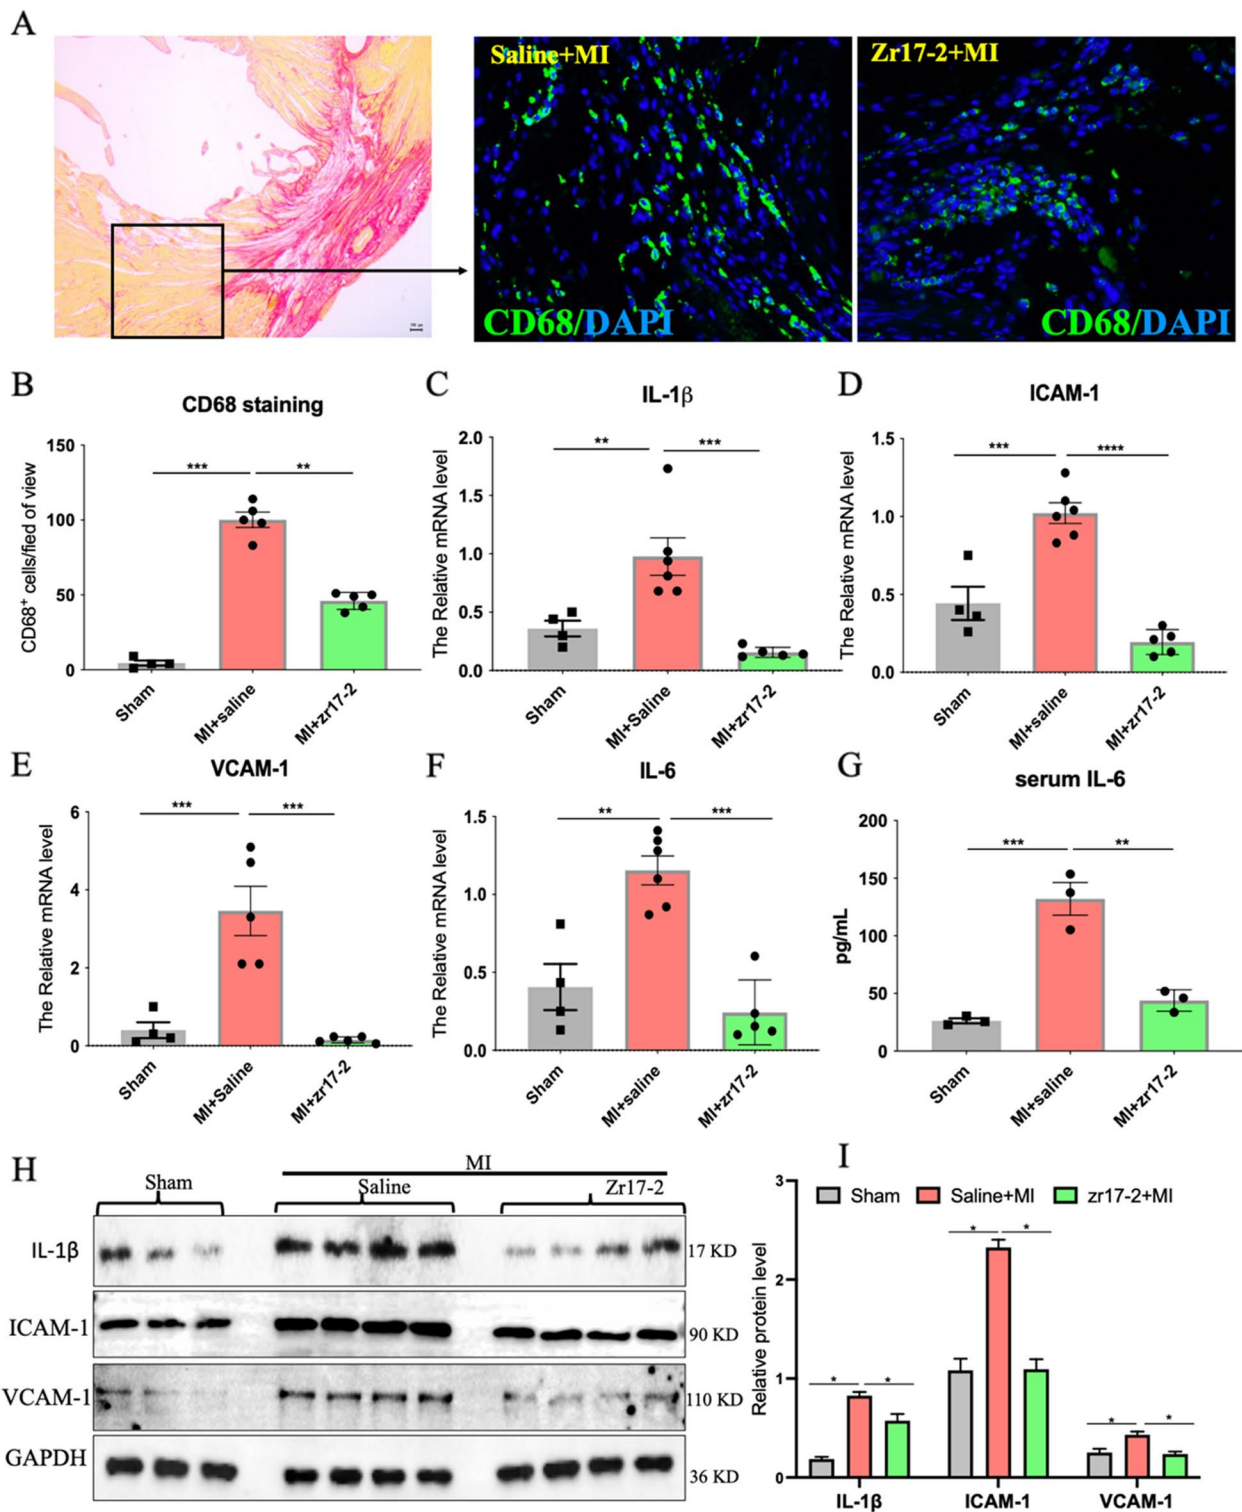 A
Saline+MI
Zr17-2+MI
CD68/DAPI
CD68/DAPI
B
CD68 staining
CD68⁺ cells/fied of view
150
100
50
0
***
**
Sham
MI+saline
MI+zr17-2
C
IL-1β
The Relative mRNA level
2.0
1.5
1.0
0.5
0.0
**
***
Sham
MI+Saline
MI+zr17-2
D
ICAM-1
The Relative mRNA level
1.5
1.0
0.5
0.0
***
****
Sham
MI+saline
MI+zr17-2
E
VCAM-1
The Relative mRNA level
6
4
2
0
***
***
Sham
MI+Saline
MI+zr17-2
F
IL-6
The Relative mRNA level
1.5
1.0
0.5
0.0
**
***
Sham
MI+saline
MI+zr17-2
G
serum IL-6
pg/mL
200
150
100
50
0
***
**
Sham
MI+saline
MI+zr17-2
H
MI
Sham
Saline
Zr17-2
IL-1β
17 KD
ICAM-1
90 KD
VCAM-1
110 KD
GAPDH
36 KD
I
Sham
Saline+MI
zr17-2+MI
Relative protein level
3
2
1
0
* *
* *
* *
IL-1β
ICAM-1
VCAM-1